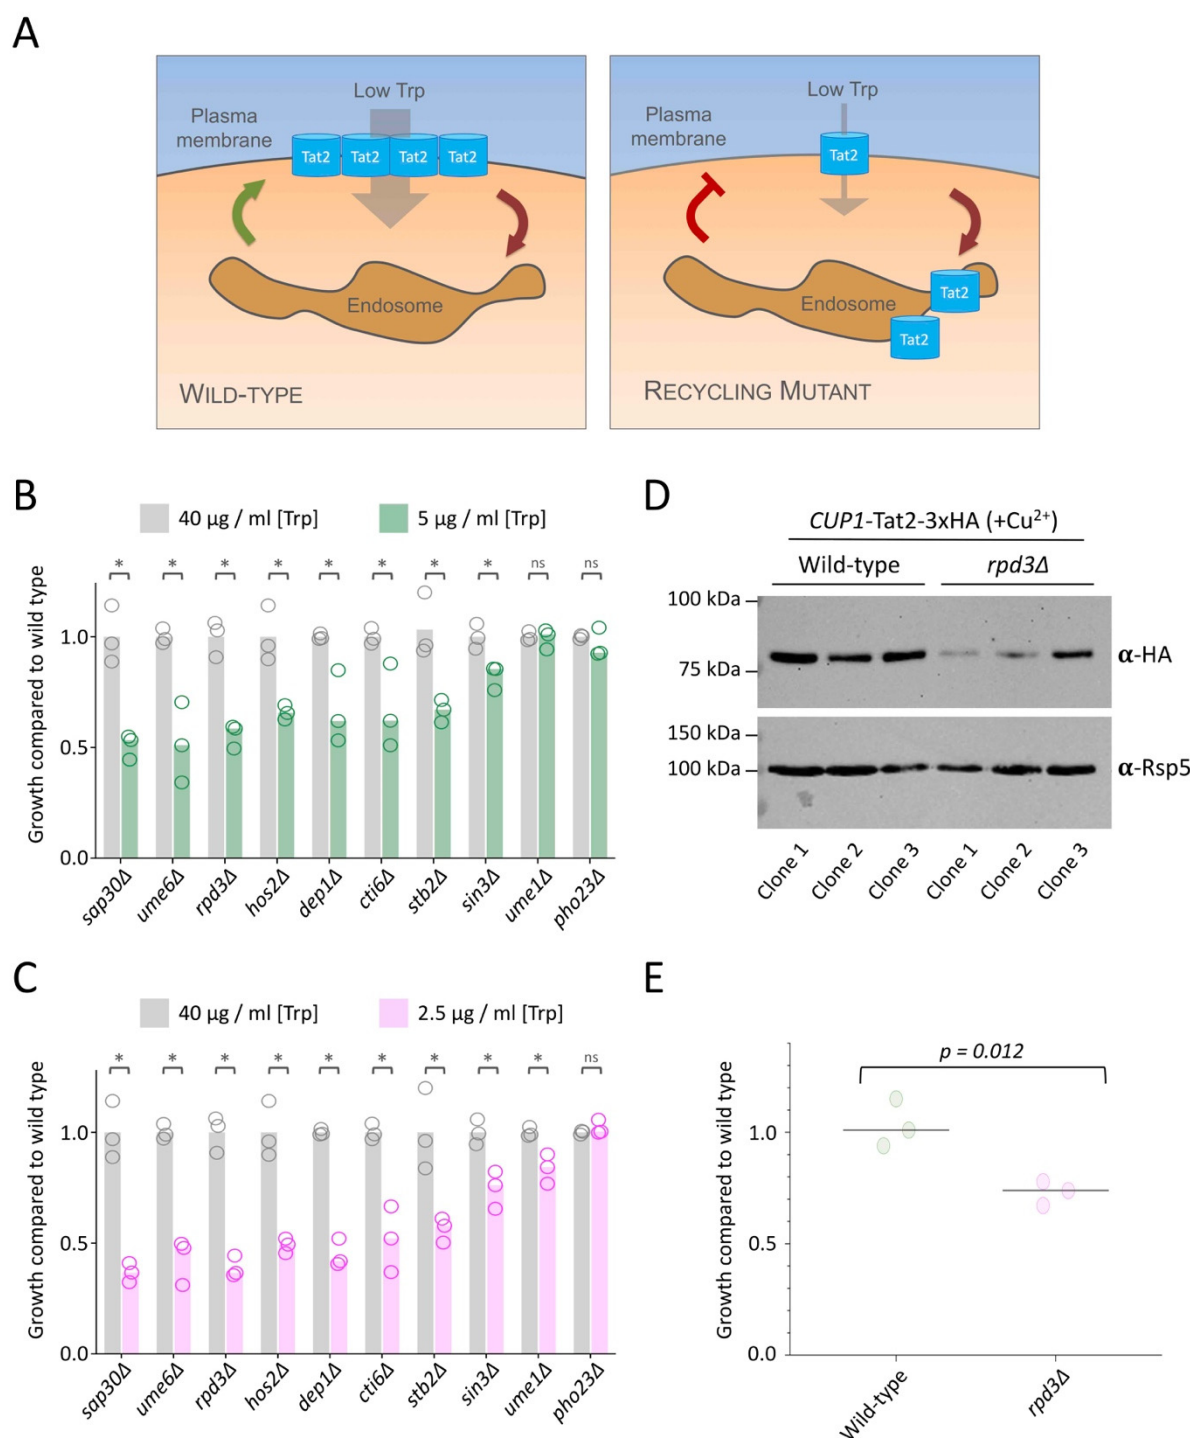 A
Low Trp
Plasma
membrane
Tat2 Tat2 Tat2 Tat2
Endosome
WILD-TYPE
Low Trp
Plasma
membrane
Tat2
Tat2
Endosome
Tat2
RECYCLING MUTANT
B
40 µg / ml [Trp] 5 µg / ml [Trp]
* * * * * * * * ns ns
Growth compared to wild type
1.0
0.5
0.0
sap30Δ ume6Δ rpd3Δ hos2Δ dep1Δ cti6Δ stb2Δ sin3Δ ume1Δ pho23Δ
C
40 µg / ml [Trp] 2.5 µg / ml [Trp]
* * * * * * * * * ns
Growth compared to wild type
1.0
0.5
0.0
sap30Δ ume6Δ rpd3Δ hos2Δ dep1Δ cti6Δ stb2Δ sin3Δ ume1Δ pho23Δ
D
CUP1-Tat2-3xHA (+Cu²⁺)
Wild-type rpd3Δ
100 kDa
75 kDa
α-HA
150 kDa
100 kDa
α-Rsp5
Clone 1 Clone 2 Clone 3 Clone 1 Clone 2 Clone 3
E
p = 0.012
Growth compared to wild type
1.0
0.5
0.0
Wild-type rpd3Δ